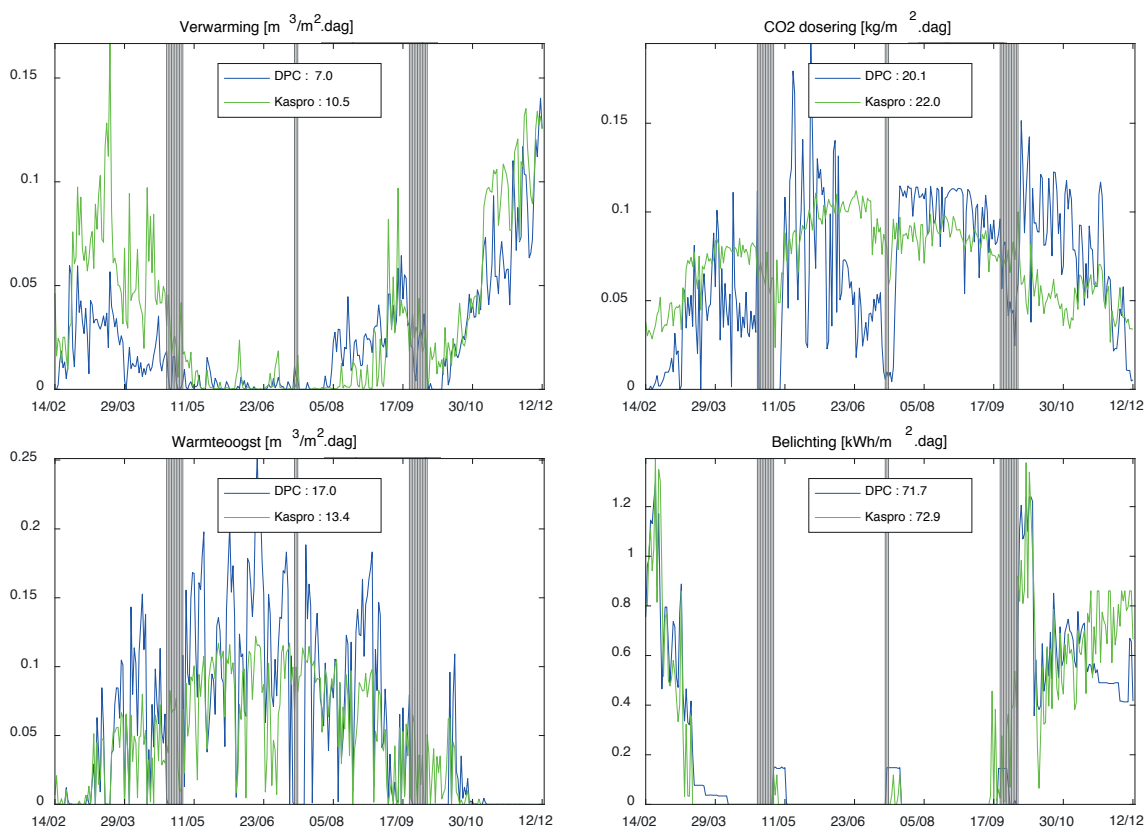 Verwarming [m 3/m2.dag]
0.15
0.1
0.05
0
DPC : 7.0
Kaspro : 10.5
14/02 29/03 11/05 23/06 05/08 17/09 30/10 12/12
CO2 dosering [kg/m 2.dag]
0.15
0.1
0.05
0
DPC : 20.1
Kaspro : 22.0
14/02 29/03 11/05 23/06 05/08 17/09 30/10 12/12
Warmteoogst [m 3/m2.dag]
0.25
0.2
0.15
0.1
0.05
0
DPC : 17.0
Kaspro : 13.4
14/02 29/03 11/05 23/06 05/08 17/09 30/10 12/12
Belichting [kWh/m 2.dag]
1.2
1
0.8
0.6
0.4
0.2
0
DPC : 71.7
Kaspro : 72.9
14/02 29/03 11/05 23/06 05/08 17/09 30/10 12/12